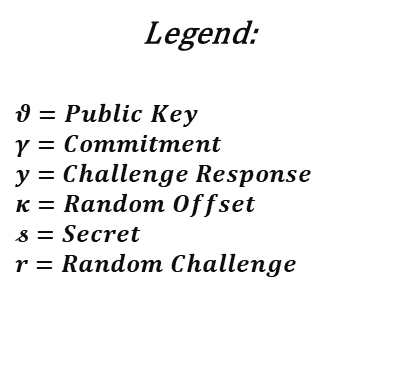 Legend:
ϑ = Public Key
γ = Commitment
y = Challenge Response
κ = Random Offset
𝓈 = Secret
r = Random Challenge